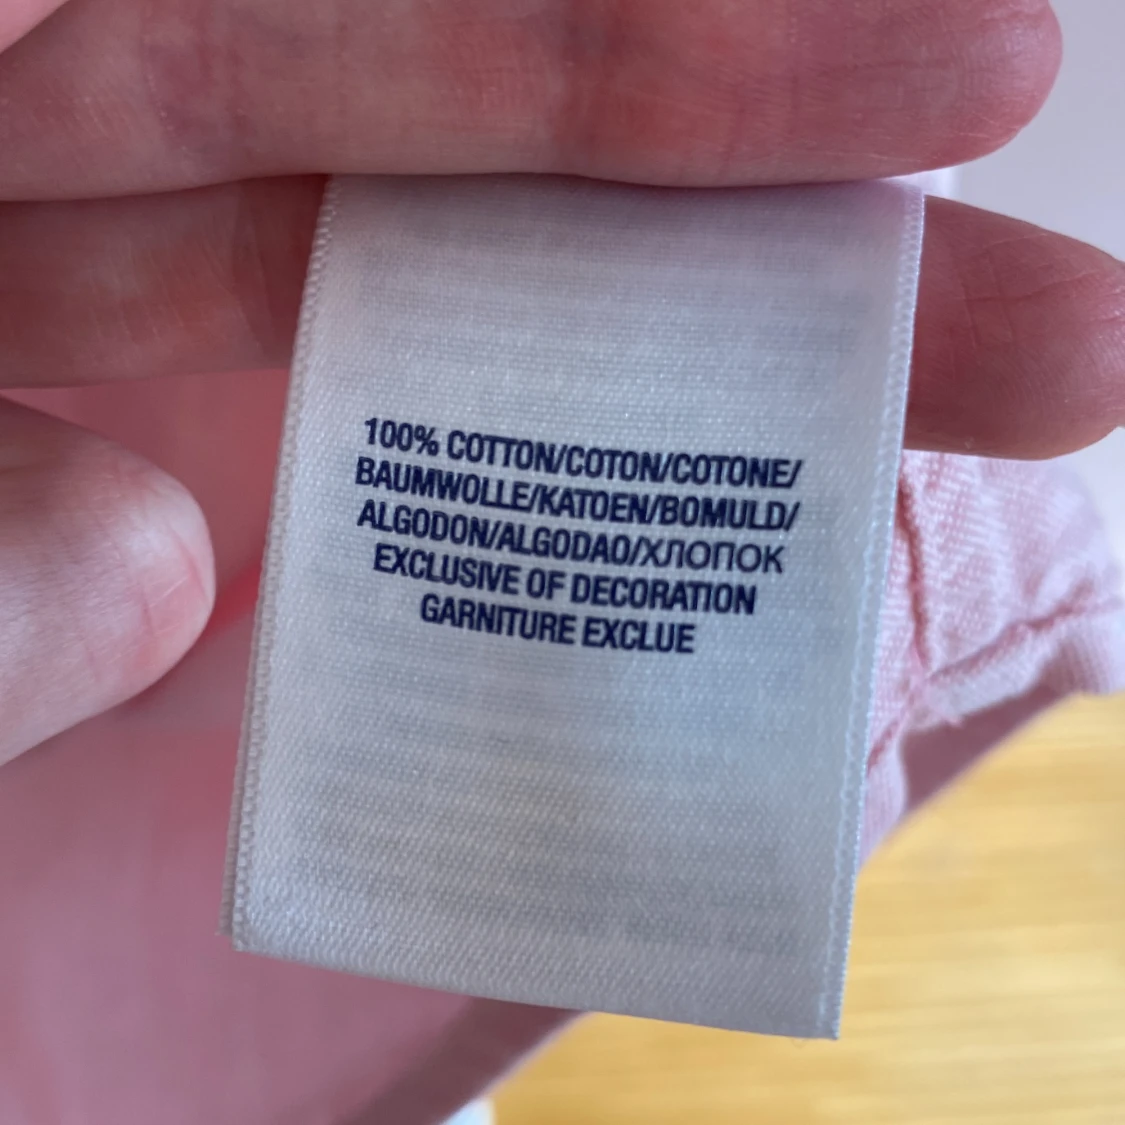 100% COTTON/COTON/COTONE/
BAUMWOLLE/KATOEN/BOMULD/
ALGODON/ALGODAO/ХЛОПОК
EXCLUSIVE OF DECORATION
GARNITURE EXCLUE